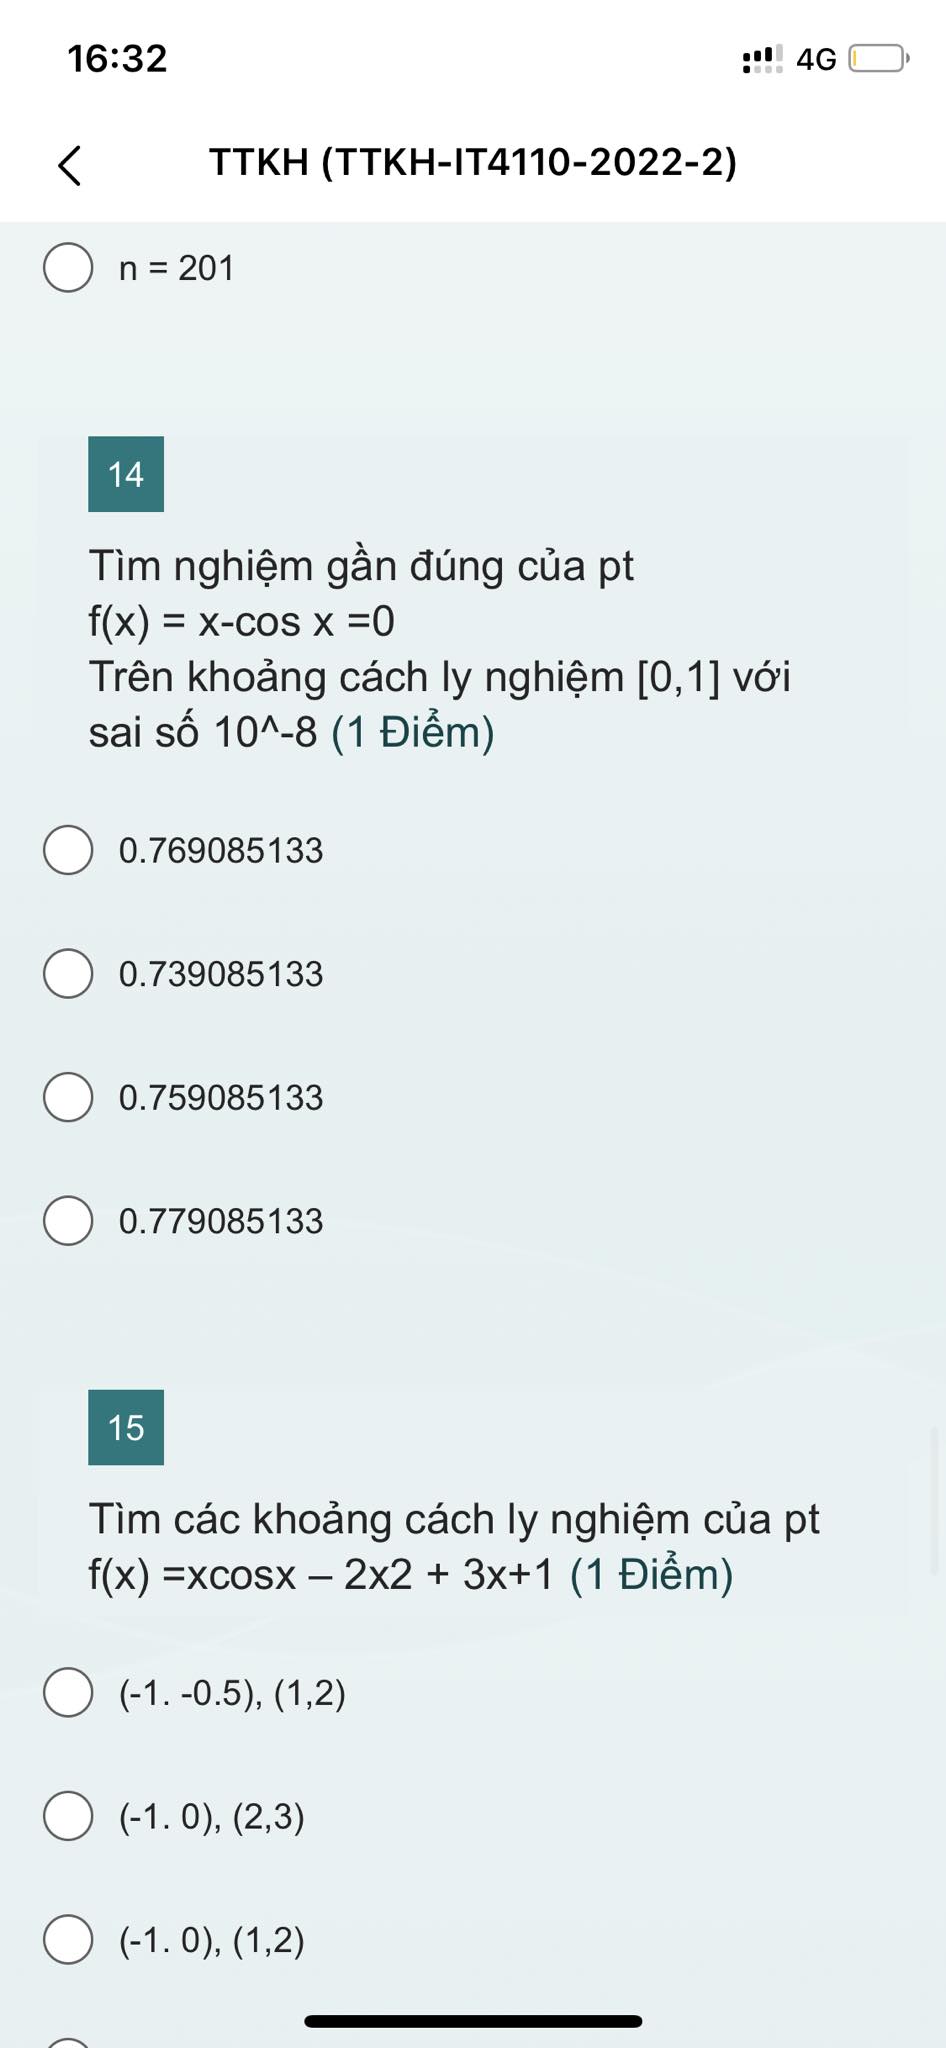 16:32
4G
TTKH (TTKH-IT4110-2022-2)
n = 201
14
Tìm nghiệm gần đúng của pt
f(x) = x-cos x =0
Trên khoảng cách ly nghiệm [0,1] với
sai số 10^-8 (1 Điểm)
0.769085133
0.739085133
0.759085133
0.779085133
15
Tìm các khoảng cách ly nghiệm của pt
f(x) =xcosx – 2x2 + 3x+1 (1 Điểm)
(-1. -0.5), (1,2)
(-1. 0), (2,3)
(-1. 0), (1,2)